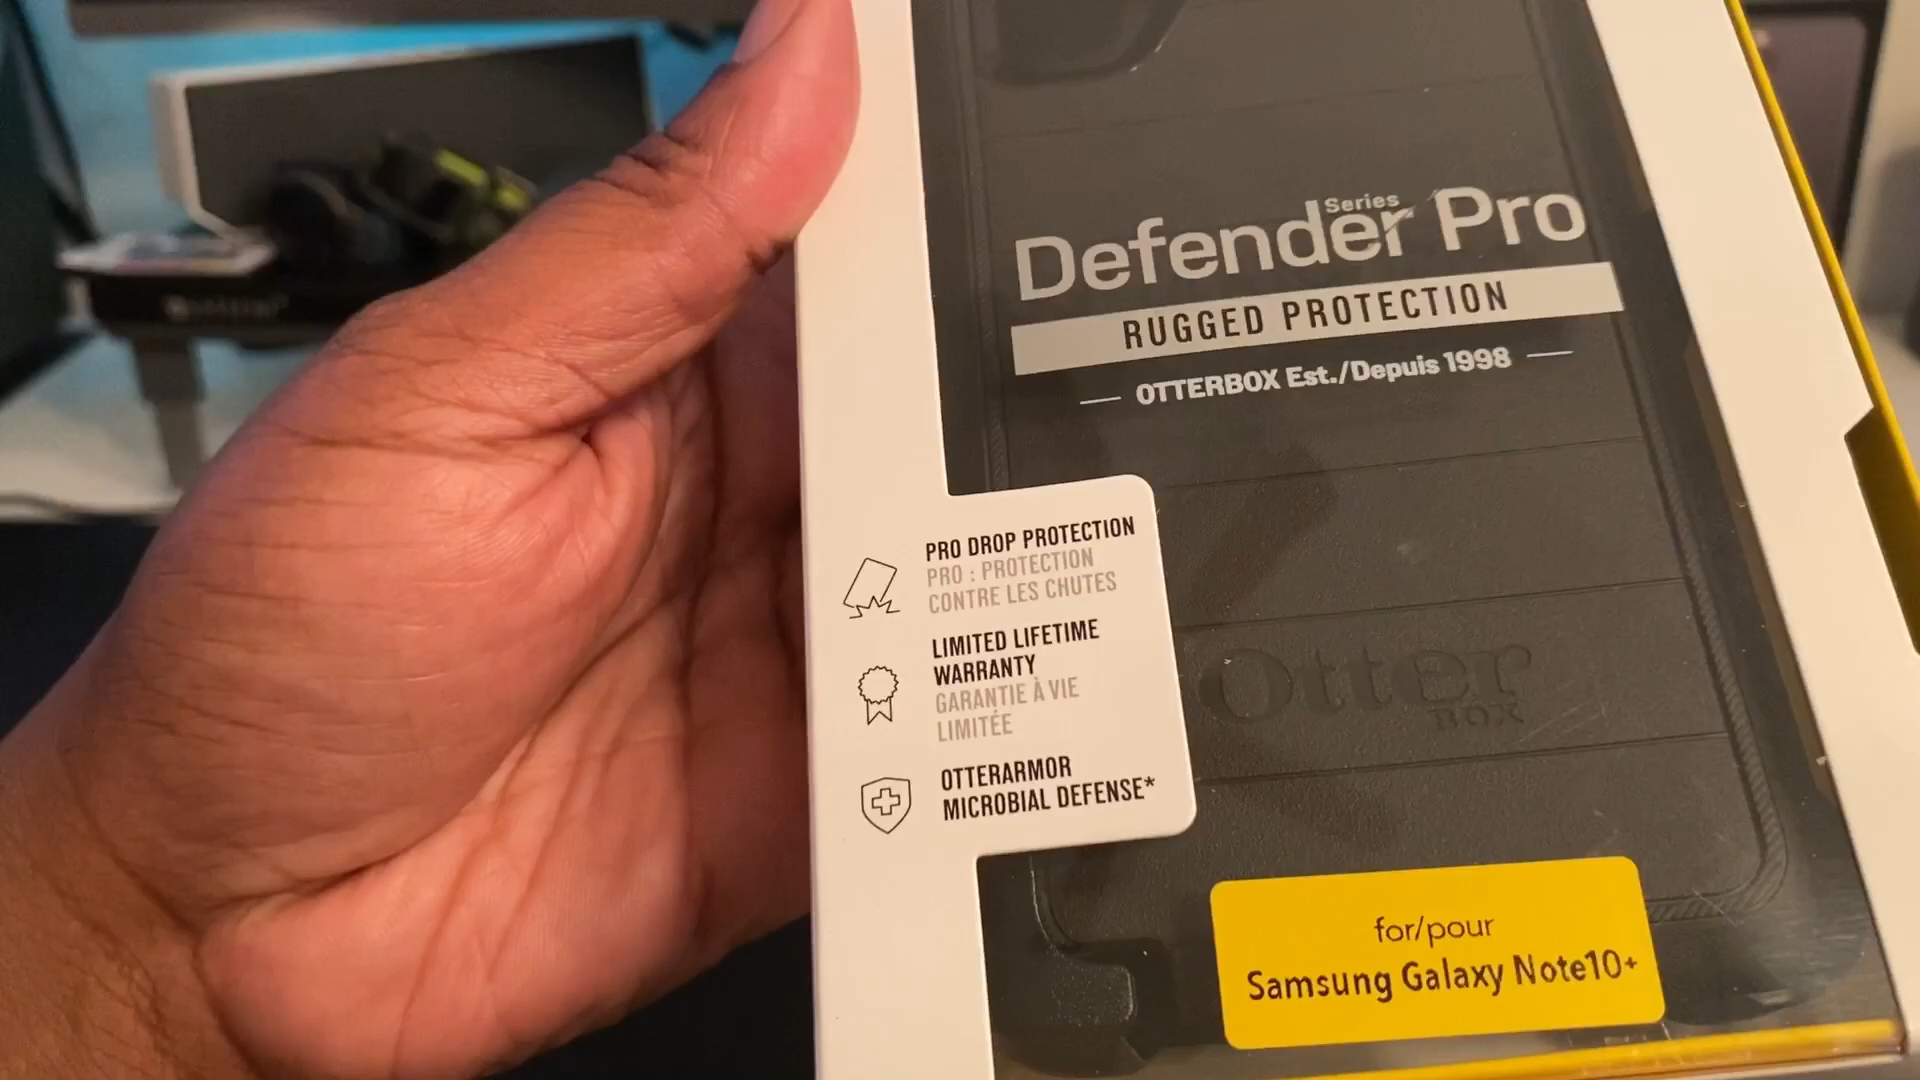 Series
Defender Pro
RUGGED PROTECTION
OTTERBOX Est./Depuis 1998
PRO DROP PROTECTION
PRO : PROTECTION
CONTRE LES CHUTES
LIMITED LIFETIME
WARRANTY
GARANTIE À VIE
LIMITÉE
OTTERARMOR
MICROBIAL DEFENSE*
Otter
BOX
for/pour
Samsung Galaxy Note10+